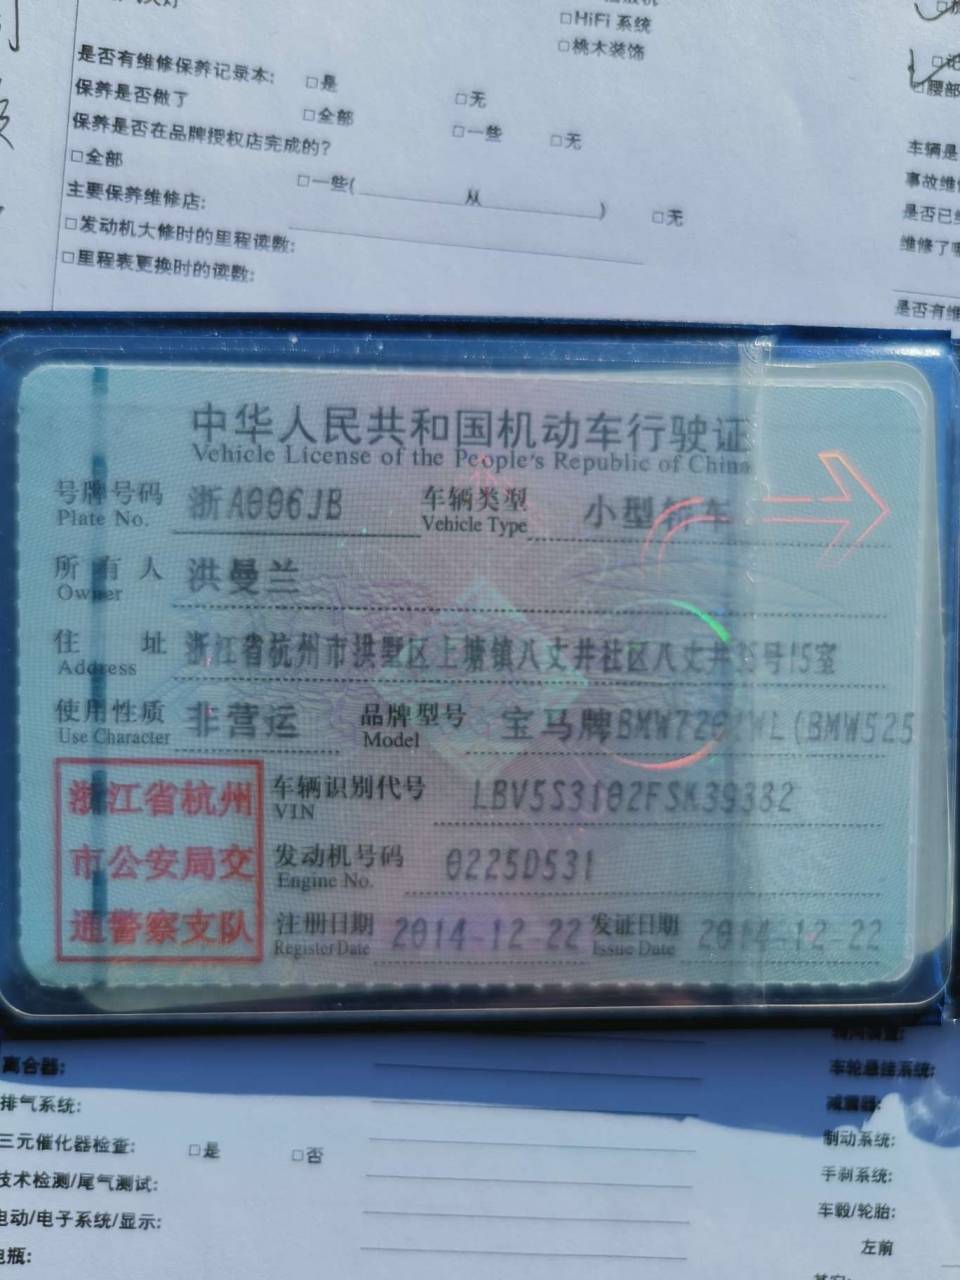 □HiFi 系统
□桃木装饰
是否有维修保养记录本: □是 □无
保养是否做了 □全部 □一些 □无
保养是否在品牌授权店完成的?
□全部 □一些( 从 ) □无
主要保养维修店:
□发动机大修时的里程读数:
□里程表更换时的读数:
□腰部
车辆是
事故维修
是否已经
维修了
是否有维
中华人民共和国机动车行驶证
Vehicle License of the People's Republic of China
号牌号码 浙A006JB 车辆类型 小型轿车
Plate No. Vehicle Type
所有人 洪曼兰
Owner
住址 浙江省杭州市拱墅区上塘镇八丈井社区八丈井35号15室
Address
使用性质 非营运 品牌型号 宝马牌BMW7201WL(BMW525
Use Character Model
浙江省杭州
市公安局交
通警察支队
车辆识别代号 LBV5S3102FSK39382
VIN
发动机号码 0225D531
Engine No.
注册日期 2014-12-22 发证日期 2014-12-22
Register Date Issue Date
离合器:
排气系统:
三元催化器检查: □是 □否
技术检测/尾气测试:
电动/电子系统/显示:
电瓶:
车轮悬挂系统:
减震器:
制动系统:
手刹系统:
车毂/轮胎:
左前